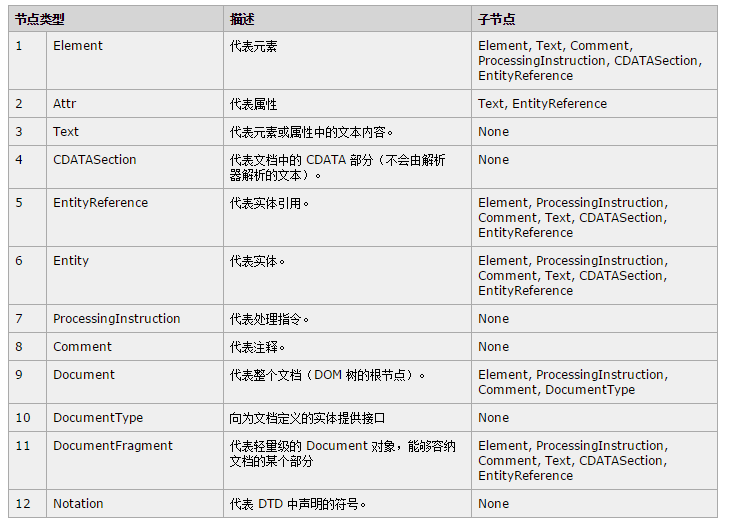 节点类型 描述 子节点
1 Element 代表元素 Element, Text, Comment,
ProcessingInstruction, CDATASection,
EntityReference
2 Attr 代表属性 Text, EntityReference
3 Text 代表元素或属性中的文本内容。 None
4 CDATASection 代表文档中的 CDATA 部分（不会由解析 None
器解析的文本）。
5 EntityReference 代表实体引用。 Element, ProcessingInstruction,
Comment, Text, CDATASection,
EntityReference
6 Entity 代表实体。 Element, ProcessingInstruction,
Comment, Text, CDATASection,
EntityReference
7 ProcessingInstruction 代表处理指令。 None
8 Comment 代表注释。 None
9 Document 代表整个文档（DOM 树的根节点）。 Element, ProcessingInstruction,
Comment, DocumentType
10 DocumentType 向为文档定义的实体提供接口 None
11 DocumentFragment 代表轻量级的 Document 对象，能够容纳 Element, ProcessingInstruction,
文档的某个部分 Comment, Text, CDATASection,
EntityReference
12 Notation 代表 DTD 中声明的符号。 None